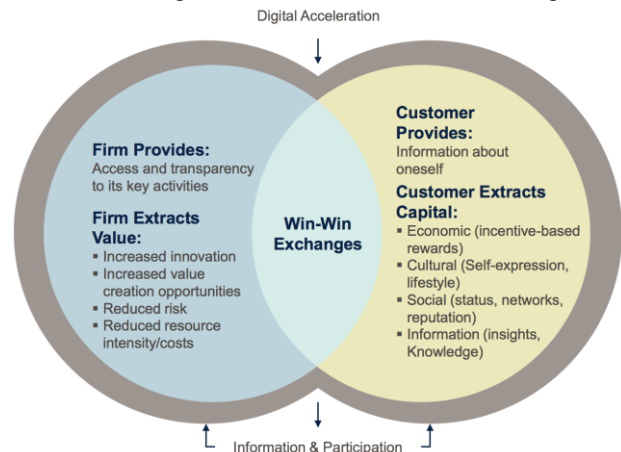 Digital Acceleration
Firm Provides:
Access and transparency
to its key activities
Firm Extracts
Value:
▪ Increased innovation
▪ Increased value
creation opportunities
▪ Reduced risk
▪ Reduced resource
intensity/costs
Win-Win
Exchanges
Customer
Provides:
Information about
oneself
Customer Extracts
Capital:
▪ Economic (incentive-based
rewards)
▪ Cultural (Self-expression,
lifestyle)
▪ Social (status, networks,
reputation)
▪ Information (insights,
Knowledge)
Information & Participation